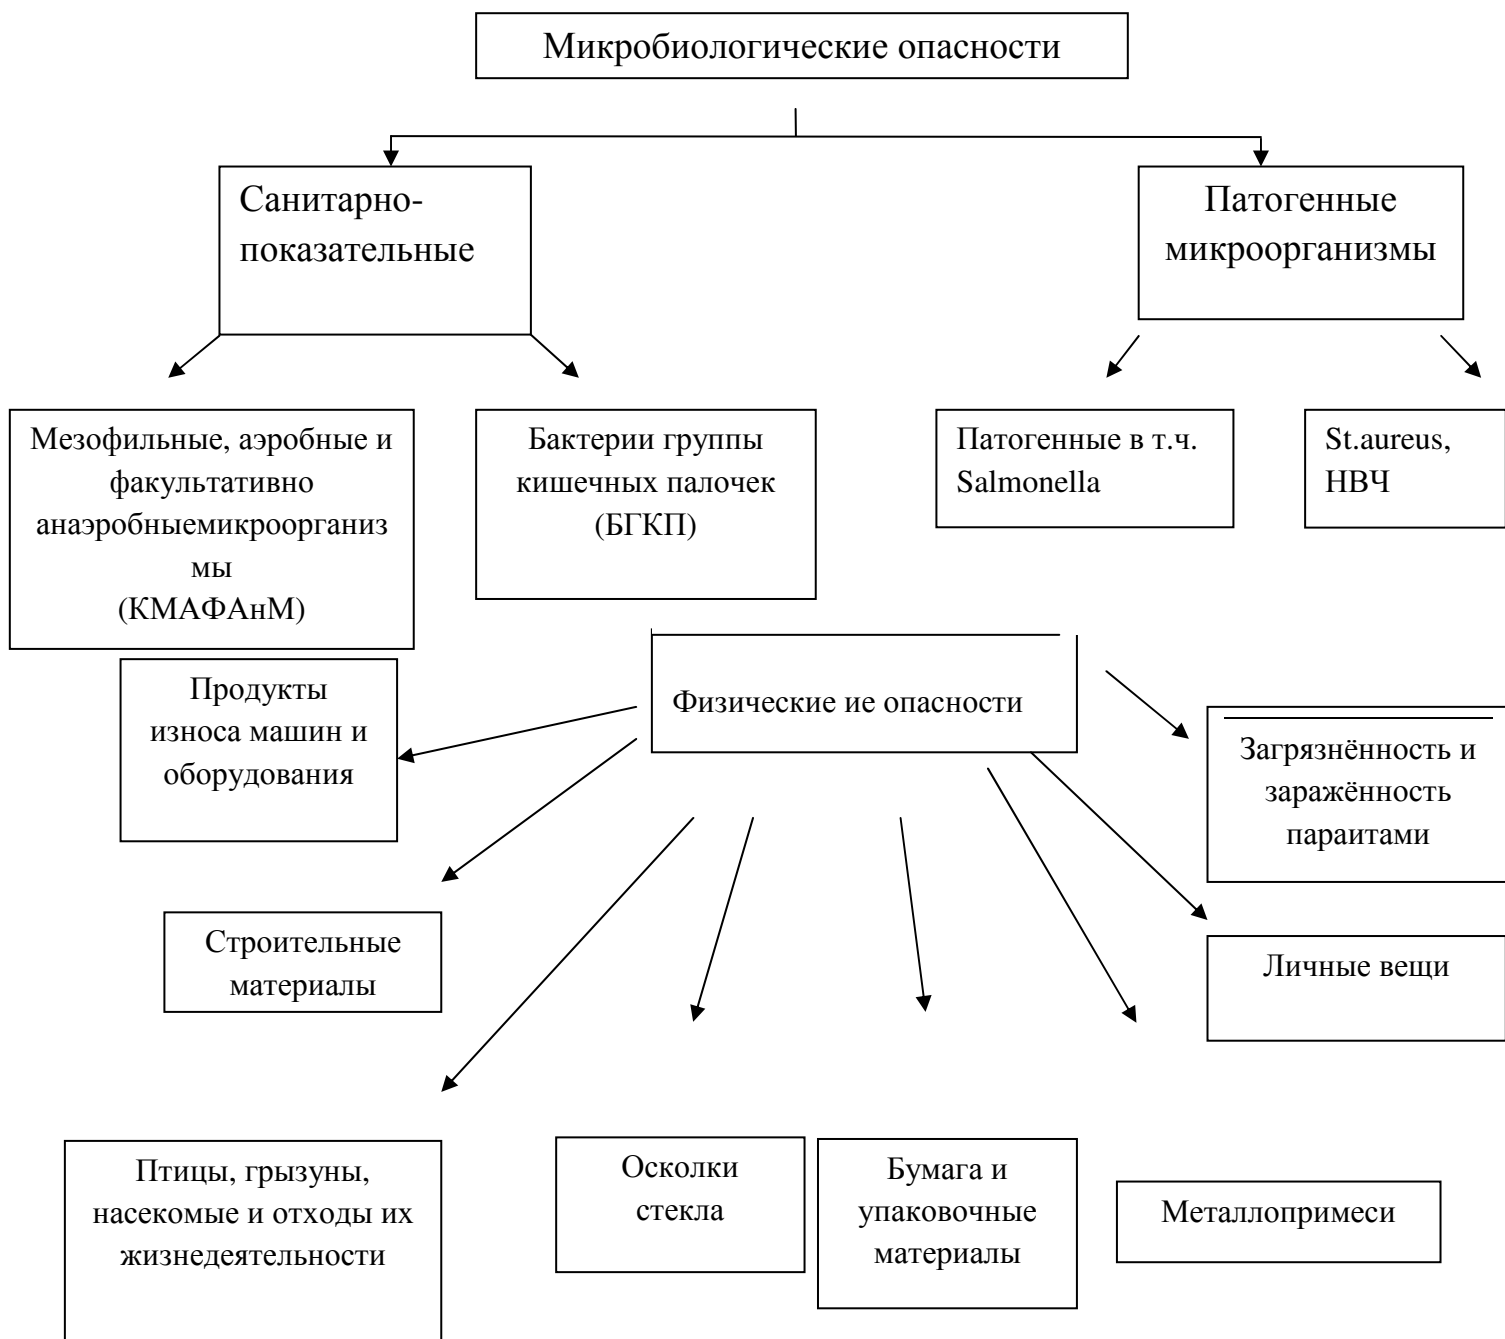 Микробиологические опасности
Санитарно-
показательные
Патогенные
микроорганизмы
Мезофильные, аэробные и
факультативно
анаэробныемикроорганиз
мы
(КМАФАнМ)
Бактерии группы
кишечных палочек
(БГКП)
Патогенные в т.ч.
Salmonella
St.aureus,
НВЧ
Продукты
износа машин и
оборудования
Физические ие опасности
Загрязнённость и
заражённость
параитами
Строительные
материалы
Личные вещи
Птицы, грызуны,
насекомые и отходы их
жизнедеятельности
Осколки
стекла
Бумага и
упаковочные
материалы
Металлопримеси